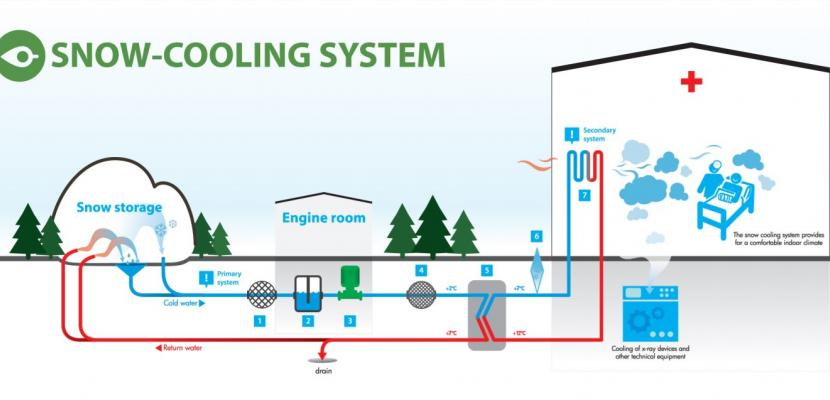 SNOW-COOLING SYSTEM
Secondary
system
!
7
Snow storage
Engine room
The snow cooling system provides
for a comfortable indoor climate
6
!
Primary
system
4
5
+2°C
+7°C
Cold water
1
2
3
+7°C
+12°C
Return water
drain
Cooling of x-ray devices and
other technical equipment